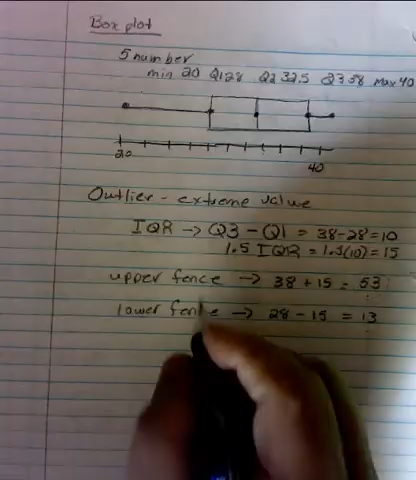 Box plot
5 number
min 20 Q1 28 Q2 32.5 Q3 38 max 40
20 40
Outlier - extreme value
IQR → Q3 - Q1 = 38-28=10
1.5 IQR = 1.5(10) = 15
upper fence → 38 + 15 = 53
lower fence → 28 - 15 = 13